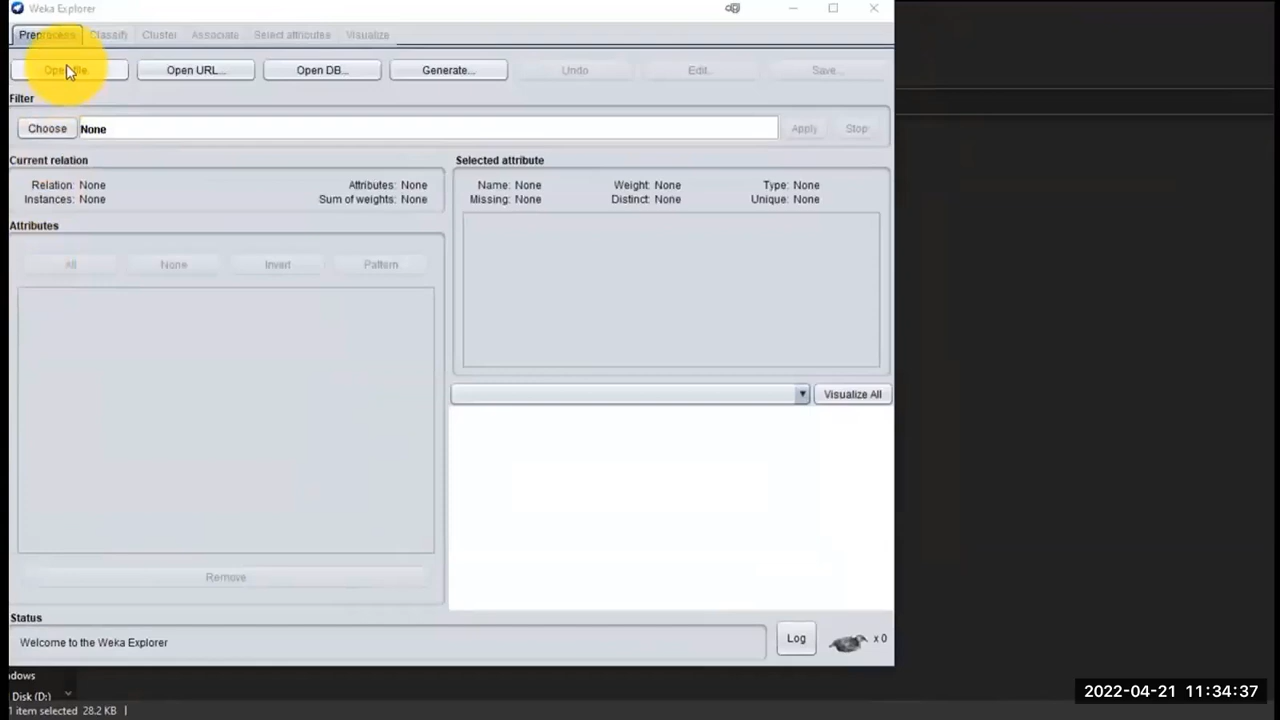 Weka Explorer
Preprocess Classify Cluster Associate Select attributes Visualize
Open file... Open URL... Open DB... Generate... Undo Edit... Save...
Filter
Choose None Apply Stop
Current relation
Relation: None Attributes: None
Instances: None Sum of weights: None
Selected attribute
Name: None Weight: None Type: None
Missing: None Distinct: None Unique: None
Attributes
All None Invert Pattern
Visualize All
Remove
Status
Welcome to the Weka Explorer
Log x 0
ndows
Disk (D:)
1 item selected 28.2 KB
2022-04-21 11:34:37